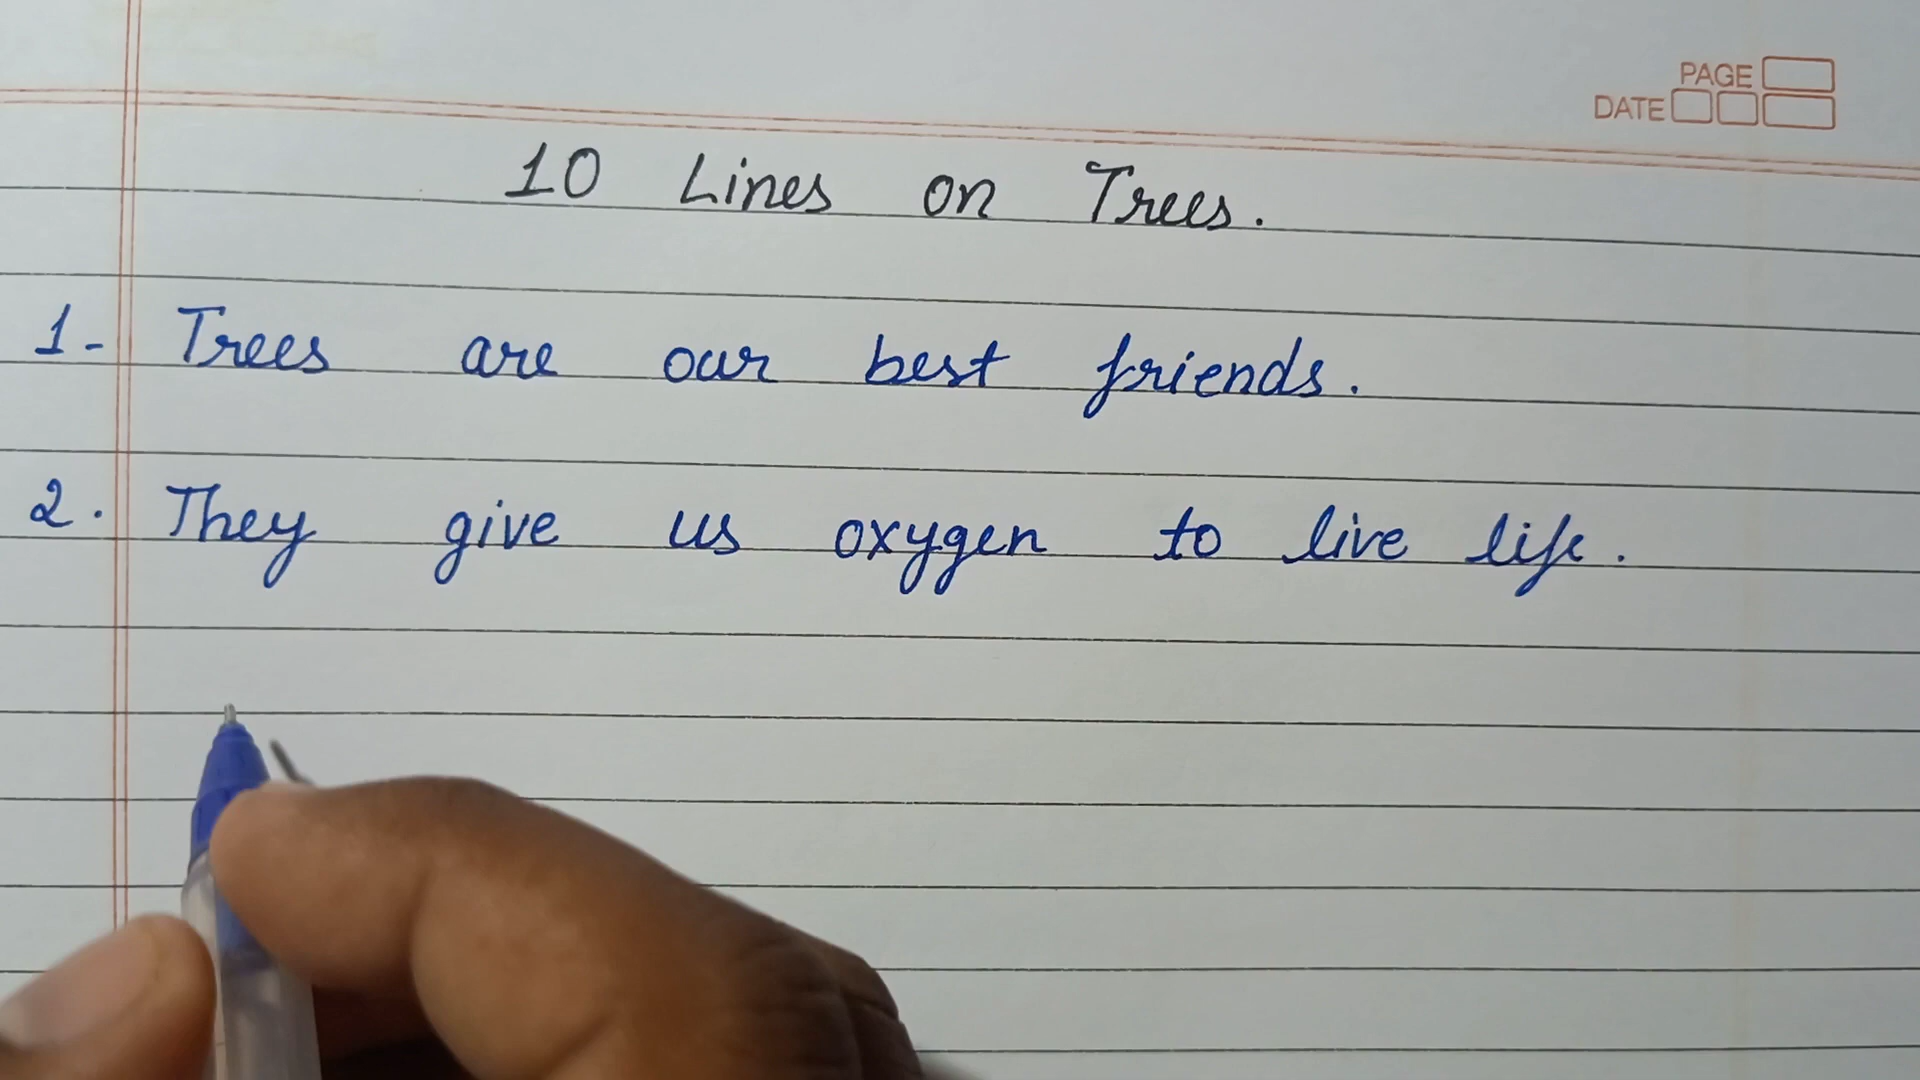 PAGE
DATE
10 Lines on Trees.
1- Trees are our best friends.
2. They give us oxygen to live life.